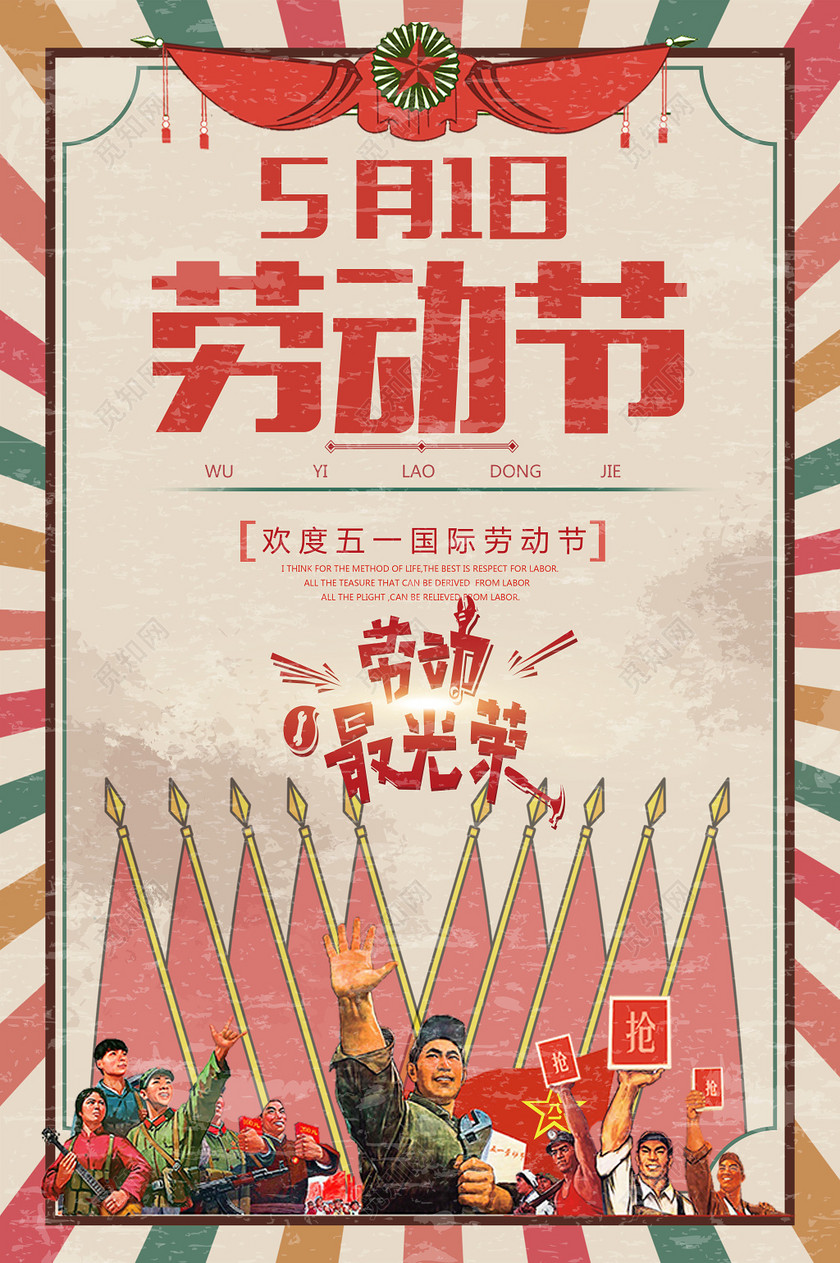 5月1日
劳动节
WU YI LAO DONG JIE
[欢度五一国际劳动节]
I THINK FOR THE METHOD OF LIFE,THE BEST IS RESPECT FOR LABOR.
ALL THE TEASURE THAT CAN BE DERIVED FROM LABOR
ALL THE PLIGHT ,CAN BE RELIEVED FROM LABOR.
劳动
最光荣
抢
抢
抢
觅知网